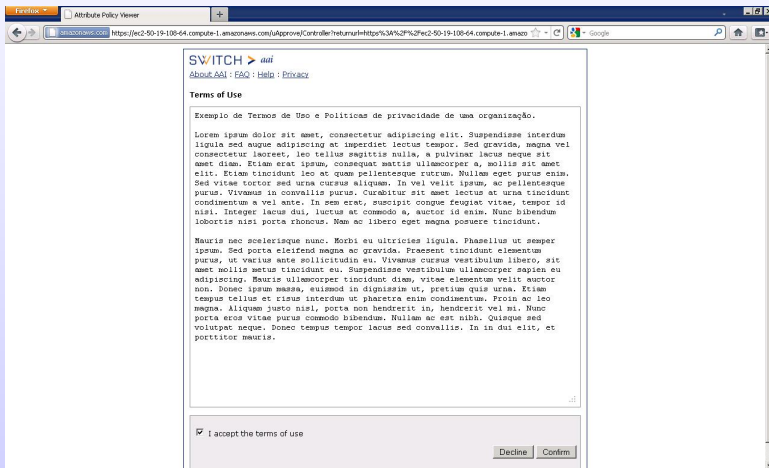 Firefox
Attribute Policy Viewer
amazonaws.com https://ec2-50-19-108-64.compute-1.amazonaws.com/uApprove/Controller?returnurl=https%3A%2F%2Fec2-50-19-108-64.compute-1.amazo
Google
SWITCH > aai
About AAI : FAQ : Help : Privacy
Terms of Use
Exemplo de Termos de Uso e Políticas de privacidade de uma organização.
Lorem ipsum dolor sit amet, consectetur adipiscing elit. Suspendisse interdum
ligula sed augue adipiscing at imperdiet lectus tempor. Sed gravida, magna vel
consectetur laoreet, leo tellus sagittis nulla, a pulvinar lacus neque sit
amet diam. Etiam erat ipsum, consequat mattis ullamcorper a, mollis sit amet
elit. Etiam tincidunt leo at quam pellentesque rutrum. Nullam eget purus enim.
Sed vitae tortor sed urna cursus aliquam. In vel velit ipsum, ac pellentesque
purus. Vivamus in convallis purus. Curabitur sit amet lectus at urna tincidunt
condimentum a vel ante. In sem erat, suscipit congue feugiat vitae, tempor id
nisi. Integer lacus dui, luctus at commodo a, auctor id enim. Nunc bibendum
lobortis nisi porta rhoncus. Nam ac libero eget magna posuere tincidunt.
Mauris nec scelerisque nunc. Morbi eu ultricies ligula. Phasellus ut semper
ipsum. Sed porta eleifend magna ac gravida. Praesent tincidunt elementum
purus, ut varius ante sollicitudin eu. Vivamus cursus vestibulum libero, sit
amet mollis metus tincidunt eu. Suspendisse vestibulum ullamcorper sapien eu
adipiscing. Mauris ullamcorper tincidunt diam, vitae elementum velit auctor
non. Donec ipsum massa, euismod in dignissim ut, pretium quis urna. Etiam
tempus tellus et risus interdum ut pharetra enim condimentum. Proin ac leo
magna. Aliquam justo nisl, porta non hendrerit in, hendrerit vel mi. Nunc
porta eros vitae purus commodo bibendum. Nullam ac est nibh. Quisque sed
volutpat neque. Donec tempus tempor lacus sed convallis. In in dui elit, et
porttitor mauris.
I accept the terms of use
Decline Confirm